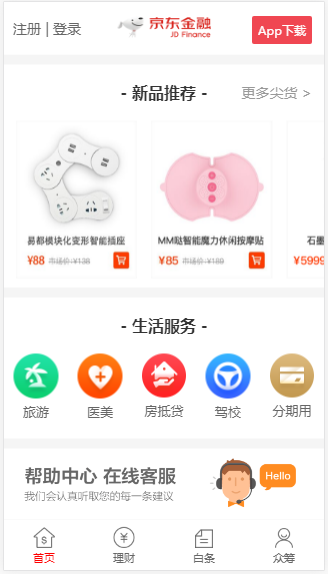 注册 | 登录
京东金融
JD Finance
App下载
- 新品推荐 -
更多尖货 >
易都模块化变形智能插座
¥88 市场价:¥138
MM哒智能魔力休闲按摩贴
¥85 市场价:¥169
石墨
¥5999
- 生活服务 -
旅游 医美 房抵贷 驾校 分期用
帮助中心 在线客服
我们会认真听取您的每一条建议
Hello
首页 理财 白条 众筹